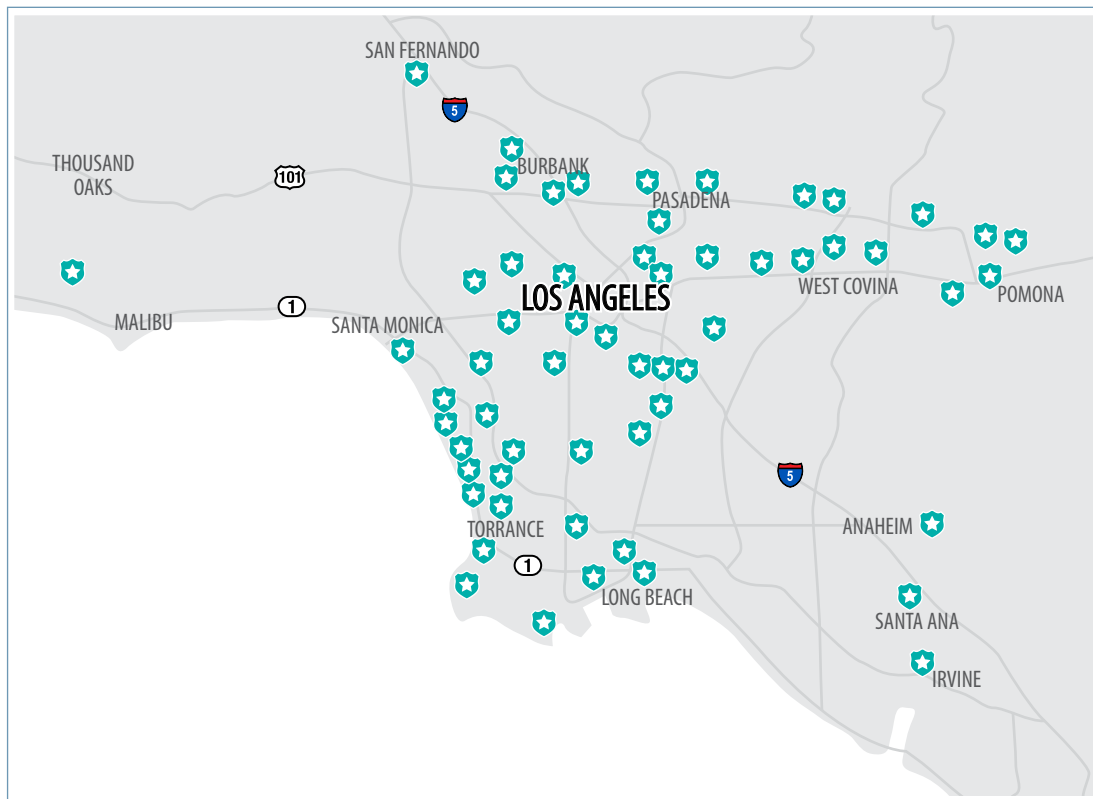 SAN FERNANDO
5
THOUSAND
OAKS
101
BURBANK
PASADENA
WEST COVINA
POMONA
LOS ANGELES
MALIBU
1
SANTA MONICA
5
TORRANCE
ANAHEIM
1
LONG BEACH
SANTA ANA
IRVINE